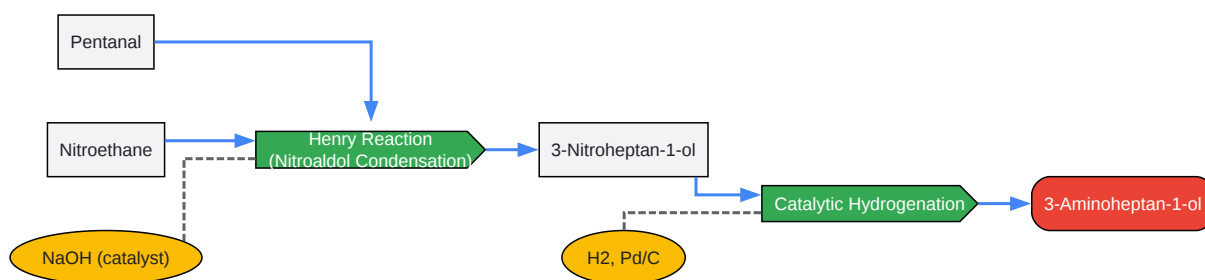 Pentanal
Nitroethane
Henry Reaction
(Nitroaldol Condensation)
3-Nitroheptan-1-ol
Catalytic Hydrogenation
3-Aminoheptan-1-ol
NaOH (catalyst)
H2, Pd/C